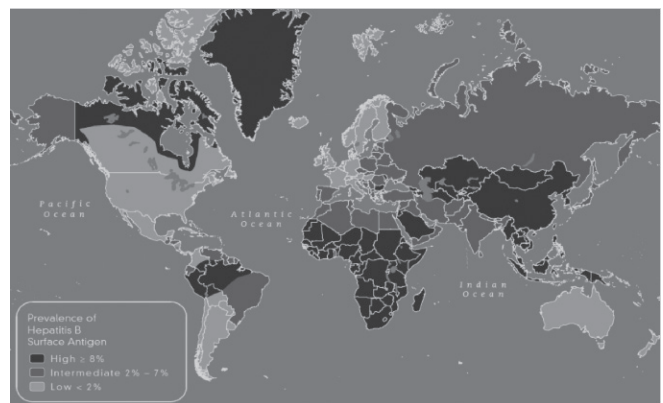 Pacific
Ocean
Atlantic
Ocean
Indian
Ocean
Prevalence of
Hepatitis B
Surface Antigen
High ≥ 8%
Intermediate 2% – 7%
Low < 2%